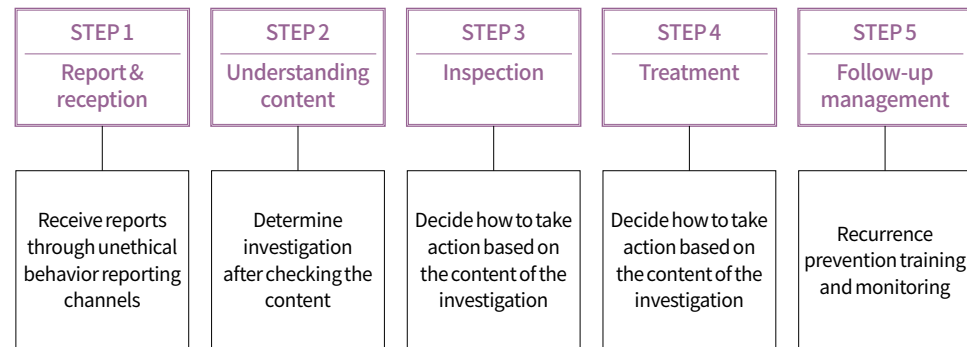 STEP 1
Report &
reception
STEP 2
Understanding
content
STEP 3
Inspection
STEP 4
Treatment
STEP 5
Follow-up
management
Receive reports
through unethical
behavior reporting
channels
Determine
investigation
after checking the
content
Decide how to take
action based on
the content of the
investigation
Decide how to take
action based on
the content of the
investigation
Recurrence
prevention training
and monitoring